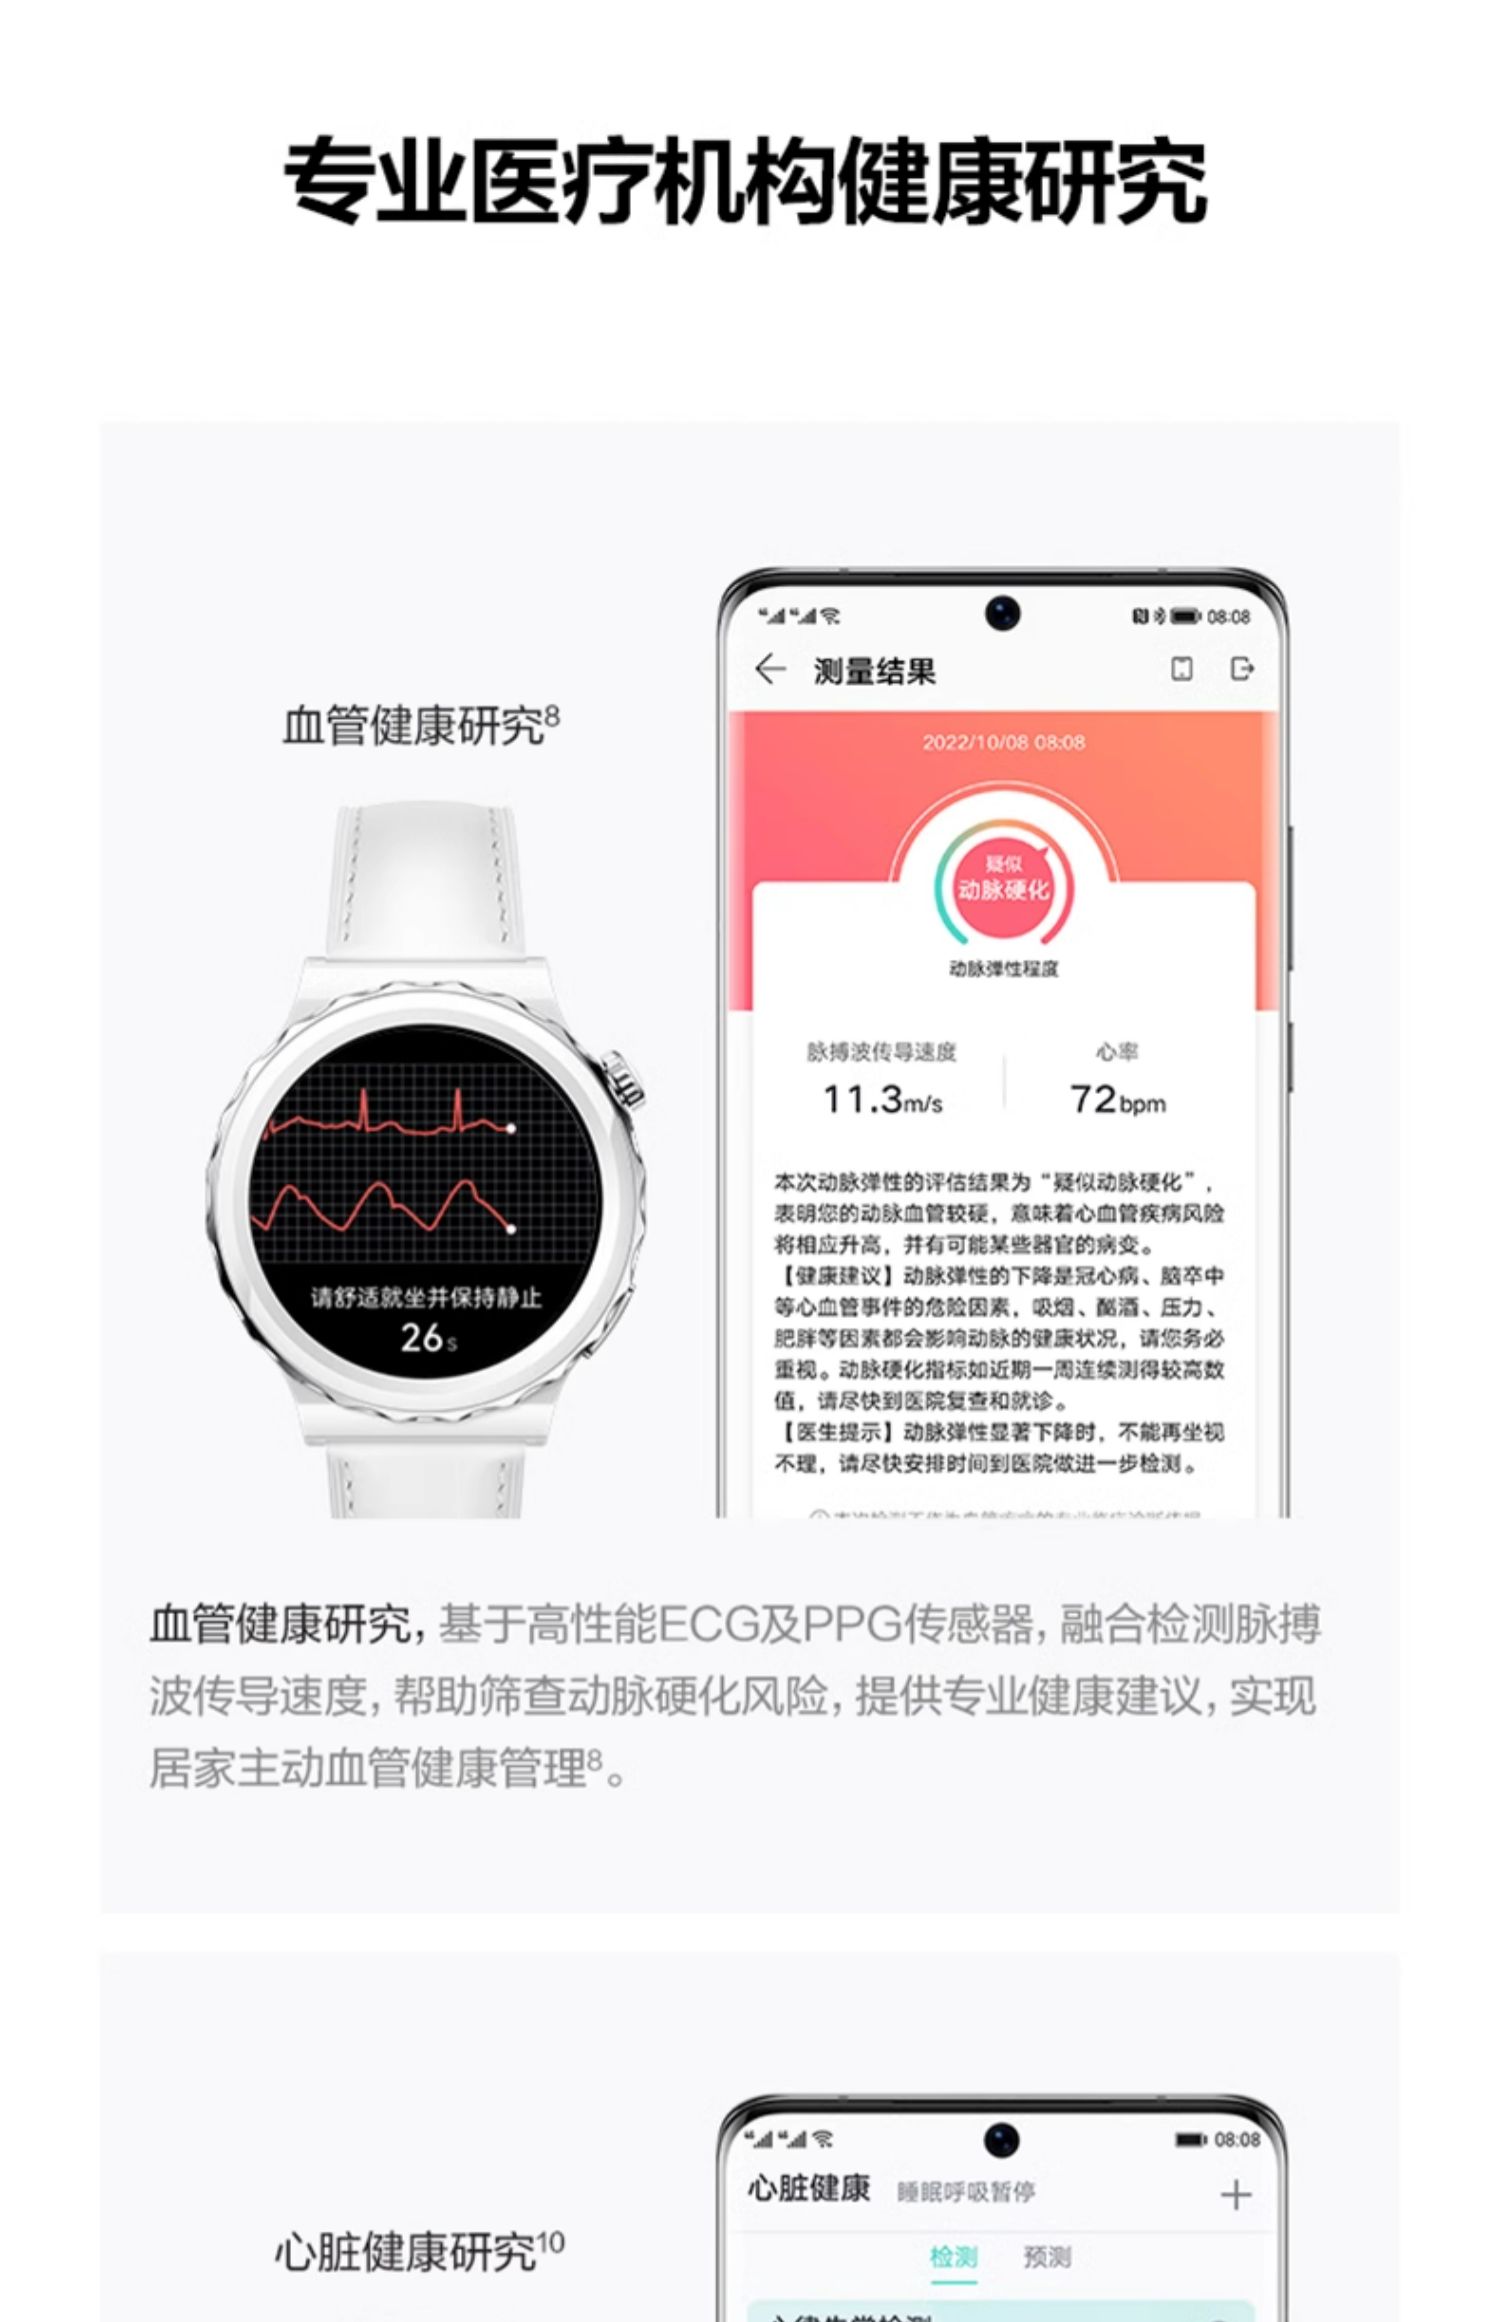 专业医疗机构健康研究
血管健康研究8
请舒适就坐并保持静止
26s
08:08
测量结果
2022/10/08 08:08
疑似
动脉硬化
动脉弹性程度
脉搏波传导速度 心率
11.3m/s 72bpm
本次动脉弹性的评估结果为“疑似动脉硬化”，
表明您的动脉血管较硬，意味着心血管疾病风险
将相应升高，并有可能某些器官的病变。
【健康建议】动脉弹性的下降是冠心病、脑卒中
等心血管事件的危险因素，吸烟、酗酒、压力、
肥胖等因素都会影响动脉的健康状况，请您务必
重视。动脉硬化指标如近期一周连续测得较高数
值，请尽快到医院复查和就诊。
【医生提示】动脉弹性显著下降时，不能再坐视
不理，请尽快安排时间到医院做进一步检测。
血管健康研究，基于高性能ECG及PPG传感器，融合检测脉搏
波传导速度，帮助筛查动脉硬化风险，提供专业健康建议，实现
居家主动血管健康管理8。
心脏健康研究10
08:08
心脏健康 睡眠呼吸暂停
检测 预测